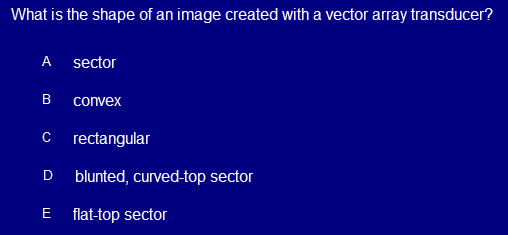 What is the shape of an image created with a vector array transducer?
A sector
B convex
C rectangular
D blunted, curved-top sector
E flat-top sector